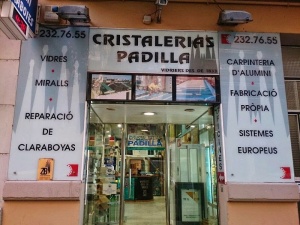 232.76.55
VIDRES
MIRALLS
REPARACIÓ
DE
CLARABOYAS
CRISTALERIAS
PADILLA
PADILLA
232.76.55
CARPINTERIA
D'ALUMINI
FABRICACIÓ
PRÒPIA
SISTEMES
EUROPEUS